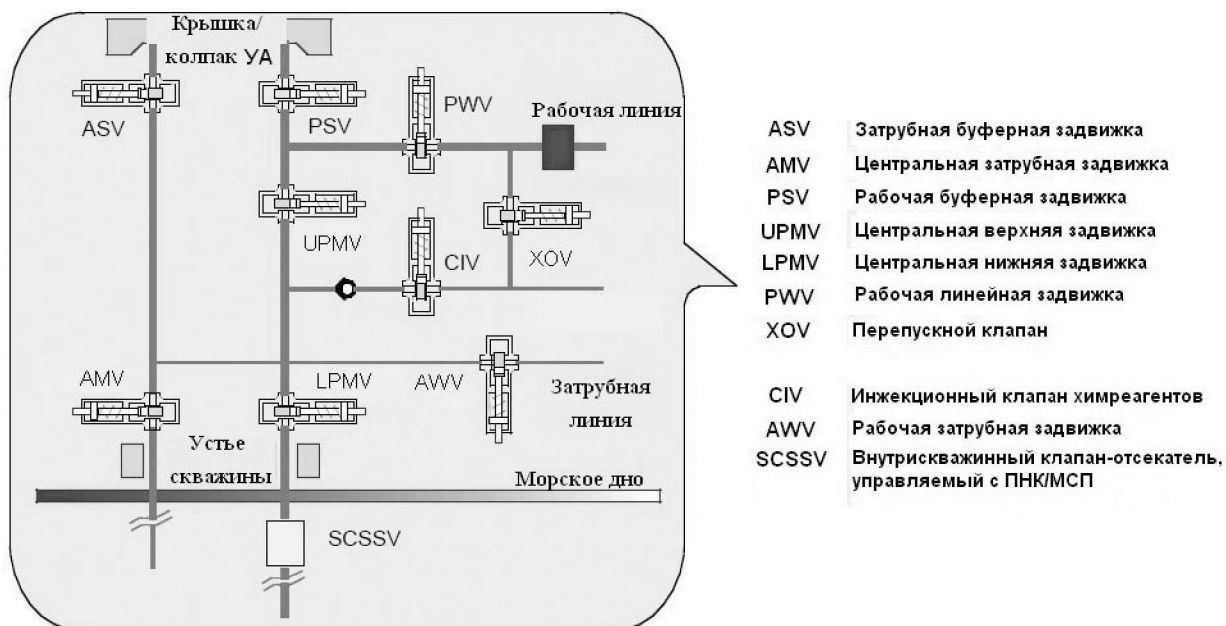 Крышка/
колпак УА
ASV
PSV
PWV
Рабочая линия
UPMV
CIV
XOV
AMV
LPMV
AWV
Затрубная
линия
Устье
скважины
Морское дно
SCSSV
ASV Затрубная буферная задвижка
AMV Центральная затрубная задвижка
PSV Рабочая буферная задвижка
UPMV Центральная верхняя задвижка
LPMV Центральная нижняя задвижка
PWV Рабочая линейная задвижка
XOV Перепускной клапан
CIV Инжекционный клапан химреагентов
AWV Рабочая затрубная задвижка
SCSSV Внутрискважинный клапан-отсекатель,
управляемый с ПНК/МСП